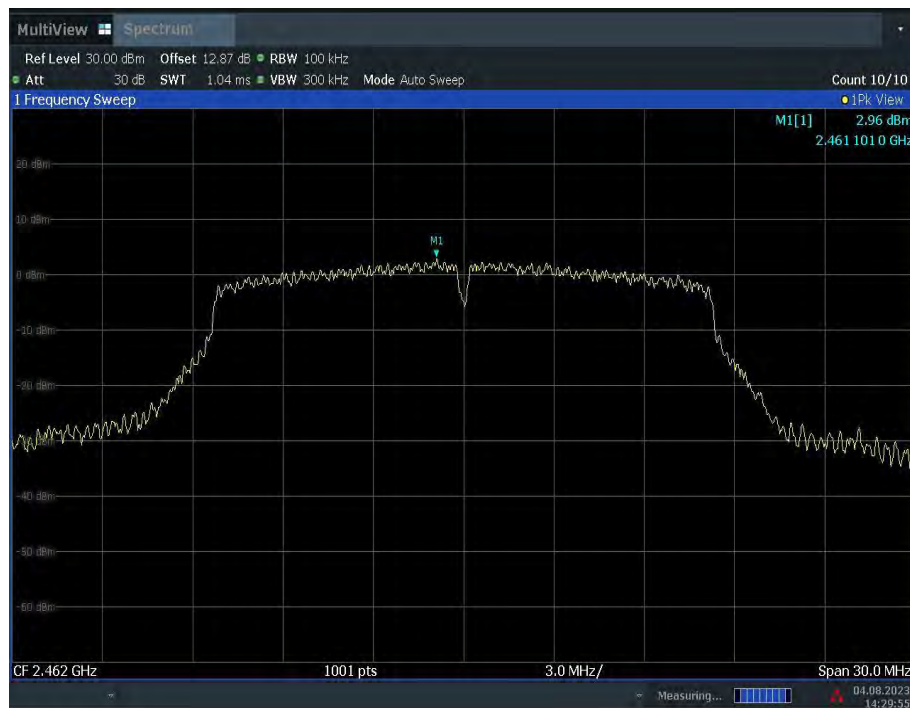 MultiView Spectrum
Ref Level 30.00 dBm Offset 12.87 dB RBW 100 kHz
Att 30 dB SWT 1.04 ms VBW 300 kHz Mode Auto Sweep Count 10/10
1 Frequency Sweep 1Pk View
M1[1] 2.96 dBm
2.461 101 0 GHz
20 dBm
10 dBm
M1
0 dBm
-10 dBm
-20 dBm
-40 dBm
-50 dBm
-60 dBm
CF 2.462 GHz 1001 pts 3.0 MHz/ Span 30.0 MHz
Measuring... 04.08.2023
14:29:55